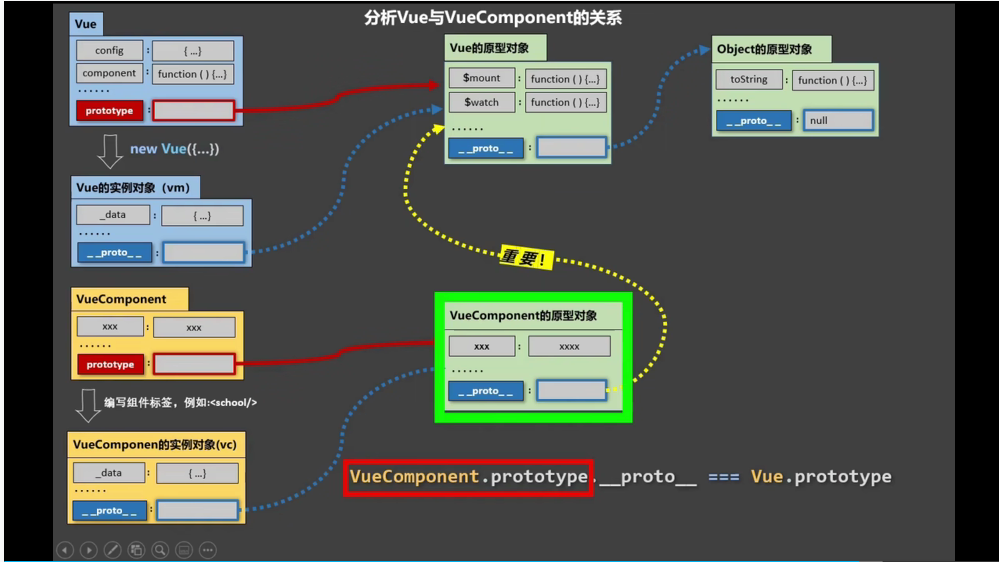 分析Vue与VueComponent的关系
Vue
config : { ...}
component : function ( ) {...}
······
prototype :
new Vue({...})
Vue的实例对象（vm）
_data : { ...}
······
__proto__ :
VueComponent
xxx : xxx
······
prototype :
编写组件标签，例如:<school/>
VueComponen的实例对象(vc)
_data : { ...}
······
__proto__ :
Vue的原型对象
$mount : function ( ) {...}
$watch : function ( ) {...}
······
__proto__ :
Object的原型对象
toString : function ( ) {...}
······
__proto__ : null
重要！
VueComponent的原型对象
xxx : xxxx
······
__proto__ :
VueComponent.prototype.__proto__ === Vue.prototype